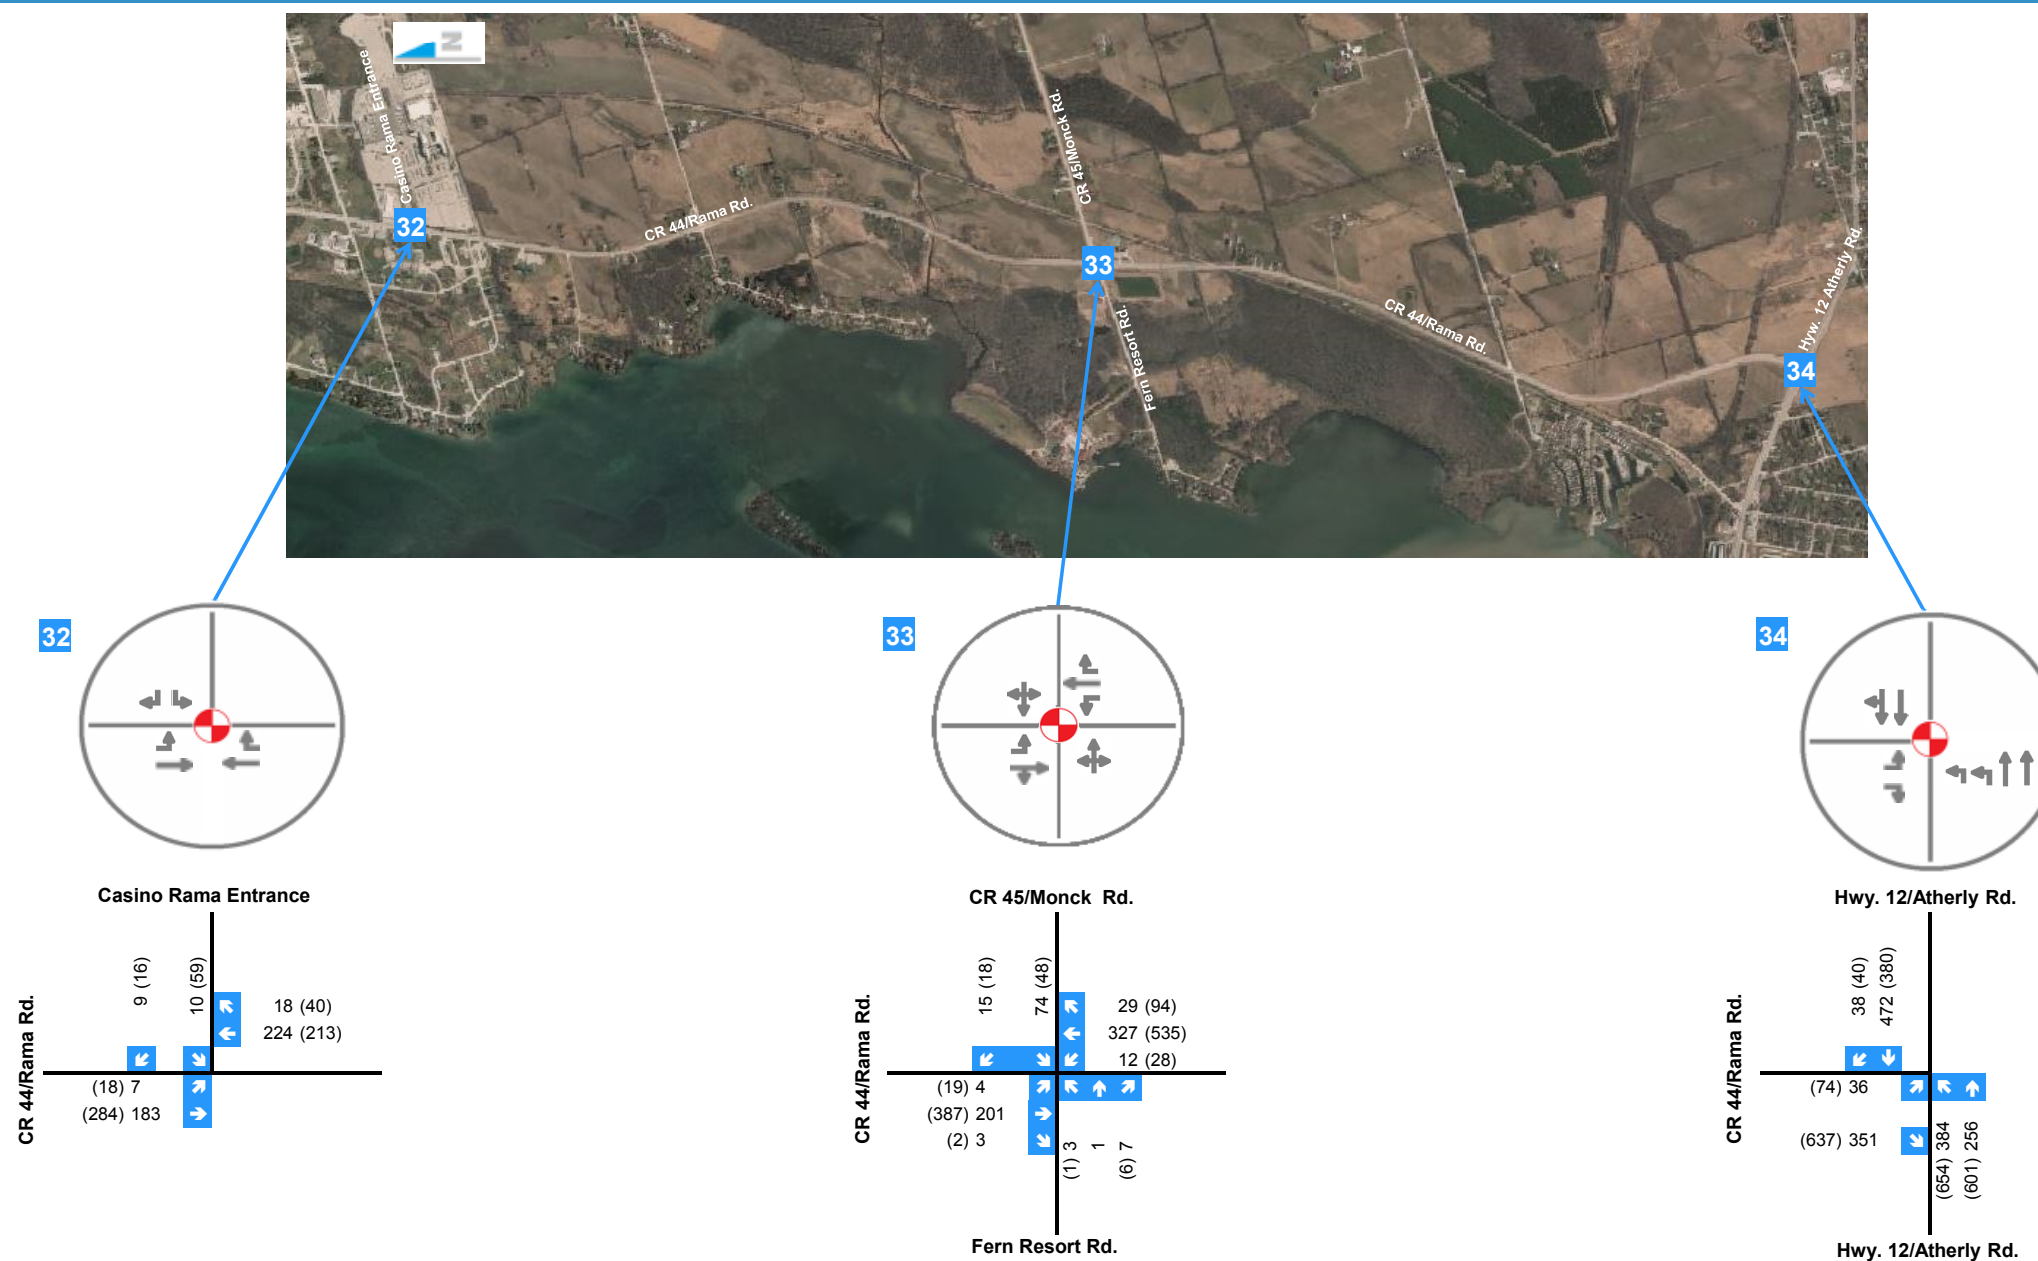 N
Casino Rama Entrance
CR 45/Monck Rd.
CR 44/Rama Rd.
32
33
Hyw. 12 Atherly Rd.
CR 44/Rama Rd.
Fern Resort Rd.
34
32
33
34
Casino Rama Entrance
CR 44/Rama Rd.
9 (16)
10 (59)
18 (40)
224 (213)
(18) 7
(284) 183
CR 45/Monck Rd.
CR 44/Rama Rd.
15 (18)
74 (48)
29 (94)
327 (535)
12 (28)
(19) 4
(387) 201
(2) 3
(1) 3
1
(6) 7
Fern Resort Rd.
Hwy. 12/Atherly Rd.
CR 44/Rama Rd.
38 (40)
472 (380)
(74) 36
(637) 351
(654) 384
(601) 256
Hwy. 12/Atherly Rd.